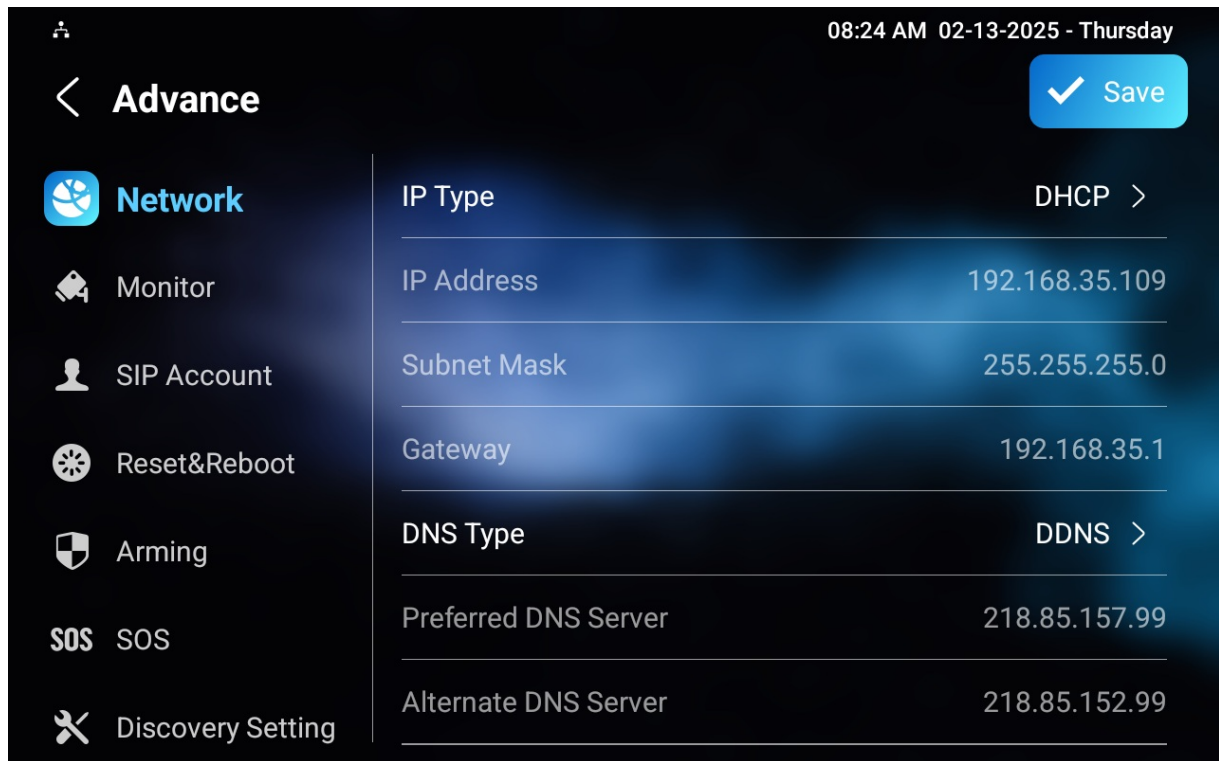 08:24 AM 02-13-2025 - Thursday
Advance
Save
Network
Monitor
SIP Account
Reset&Reboot
Arming
SOS SOS
Discovery Setting
IP Type DHCP
IP Address 192.168.35.109
Subnet Mask 255.255.255.0
Gateway 192.168.35.1
DNS Type DDNS
Preferred DNS Server 218.85.157.99
Alternate DNS Server 218.85.152.99